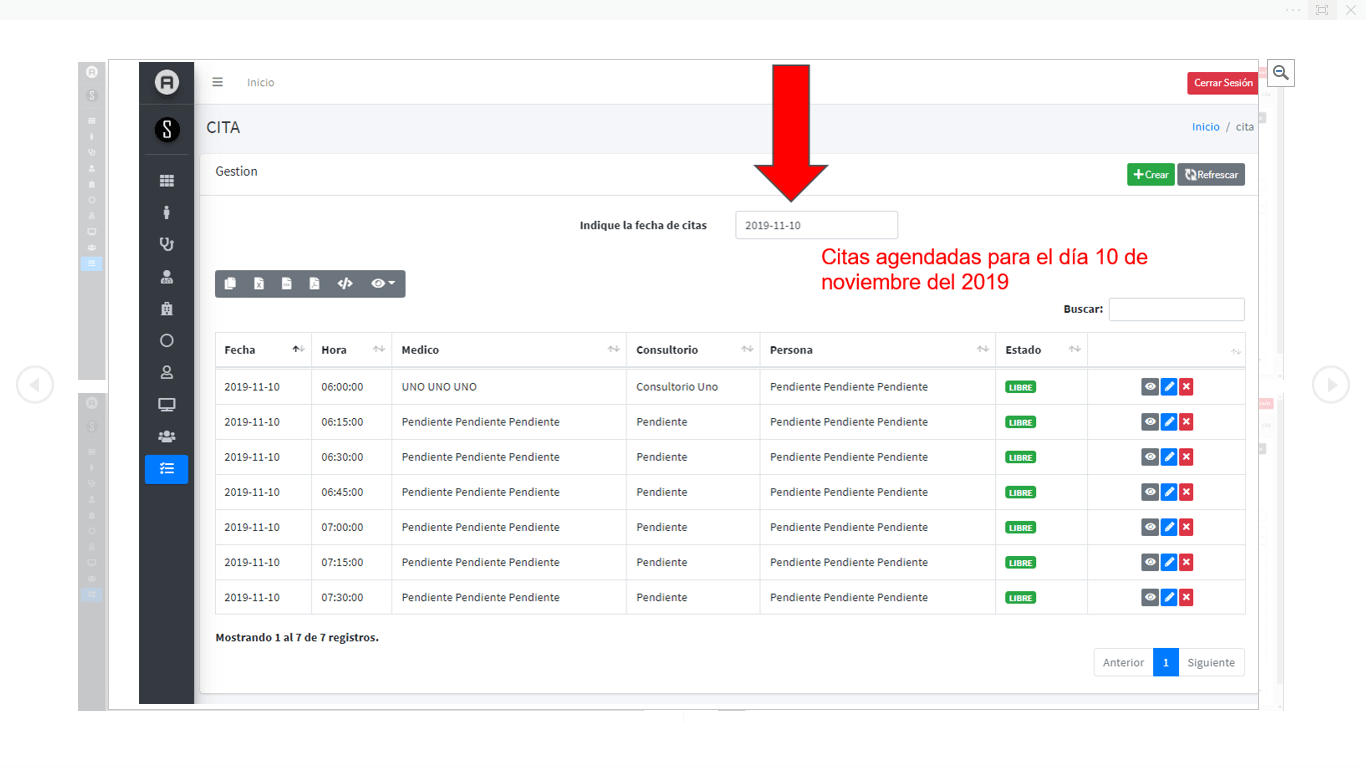 Inicio
Cerrar Sesión
CITA
Inicio / cita
Gestion
Crear
Refrescar
Indique la fecha de citas 2019-11-10
Citas agendadas para el día 10 de
noviembre del 2019
Buscar:
Fecha Hora Medico Consultorio Persona Estado
2019-11-10 06:00:00 UNO UNO UNO Consultorio Uno Pendiente Pendiente Pendiente LIBRE
2019-11-10 06:15:00 Pendiente Pendiente Pendiente Pendiente Pendiente Pendiente Pendiente LIBRE
2019-11-10 06:30:00 Pendiente Pendiente Pendiente Pendiente Pendiente Pendiente Pendiente LIBRE
2019-11-10 06:45:00 Pendiente Pendiente Pendiente Pendiente Pendiente Pendiente Pendiente LIBRE
2019-11-10 07:00:00 Pendiente Pendiente Pendiente Pendiente Pendiente Pendiente Pendiente LIBRE
2019-11-10 07:15:00 Pendiente Pendiente Pendiente Pendiente Pendiente Pendiente Pendiente LIBRE
2019-11-10 07:30:00 Pendiente Pendiente Pendiente Pendiente Pendiente Pendiente Pendiente LIBRE
Mostrando 1 al 7 de 7 registros.
Anterior 1 Siguiente